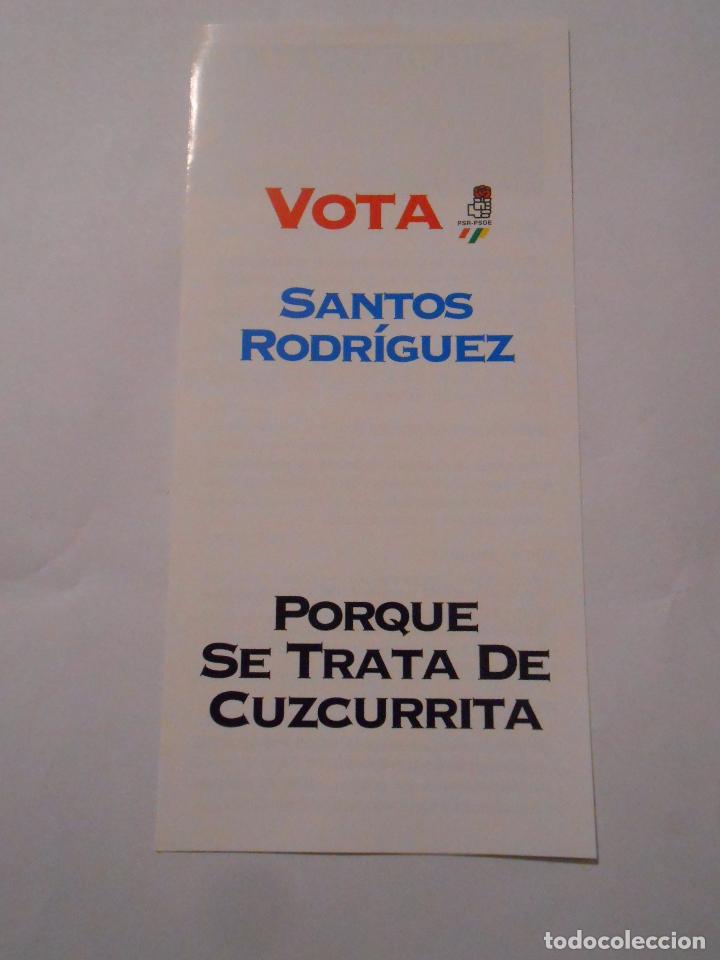 VOTA
PSR-PSOE
SANTOS
RODRÍGUEZ
PORQUE
SE TRATA DE
CUZCURRITA
todocoleccion